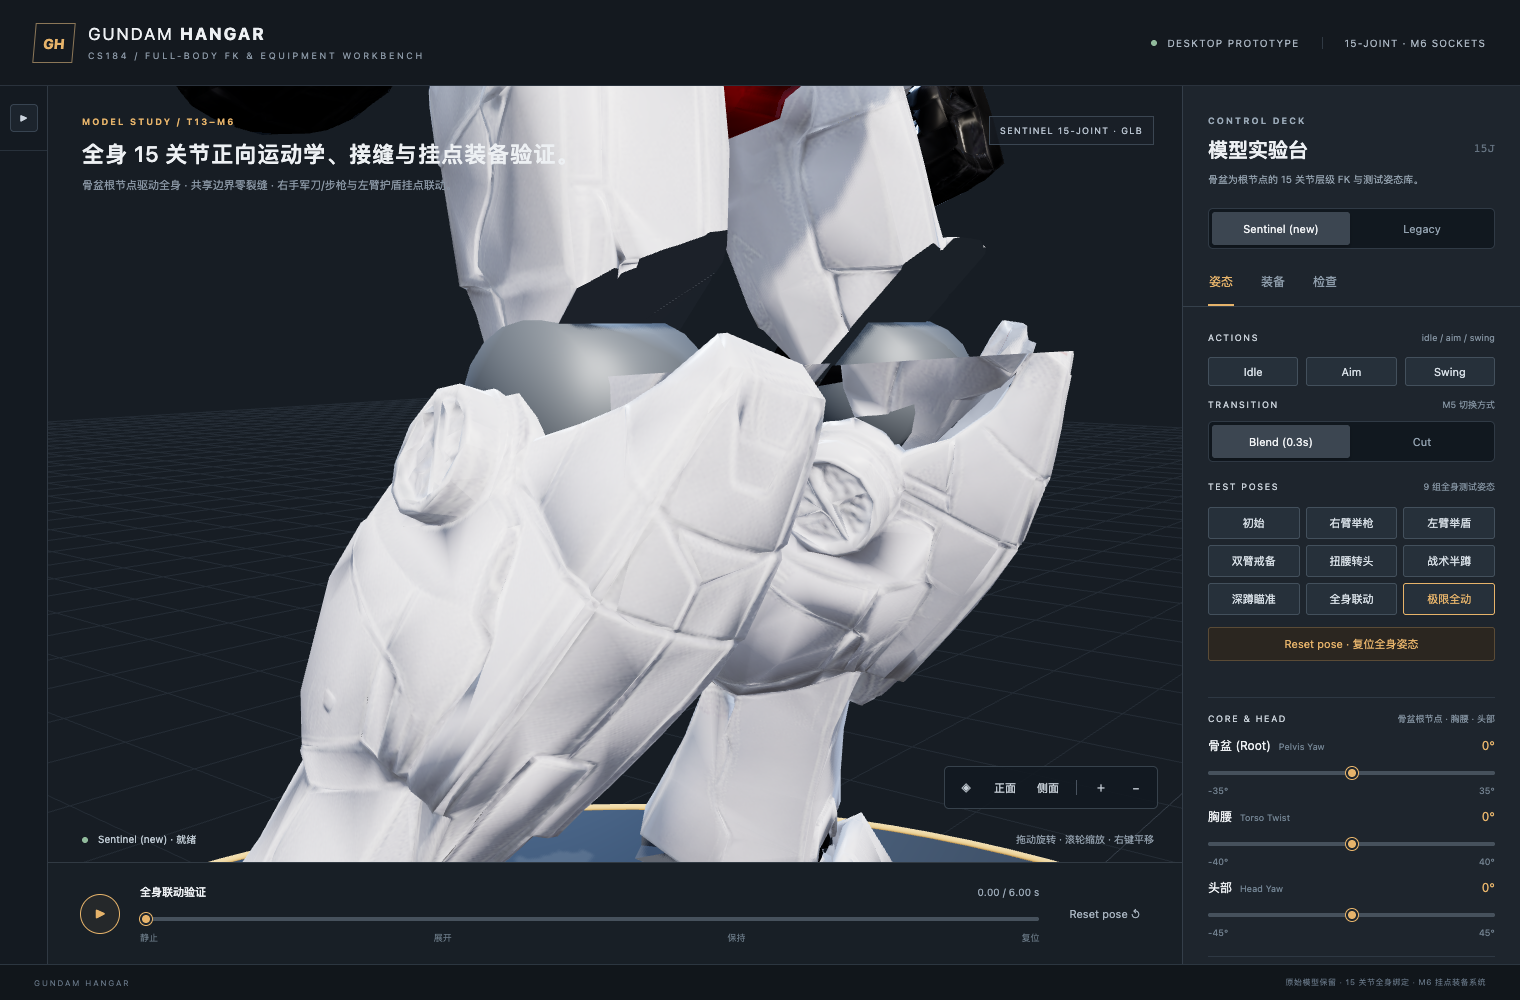 GH
GUNDAM HANGAR
CS184 / FULL-BODY FK & EQUIPMENT WORKBENCH
DESKTOP PROTOTYPE
15-JOINT · M6 SOCKETS
MODEL STUDY / T13–M6
全身 15 关节正向运动学、接缝与挂点装备验证。
骨盆根节点驱动全身 · 共享边界零裂缝 · 右手军刀/步枪与左臂护盾挂点联动
SENTINEL 15-JOINT · GLB
正面
侧面
+
−
Sentinel (new) · 就绪
拖动旋转 · 滚轮缩放 · 右键平移
全身联动验证
0.00 / 6.00 s
静止
展开
保持
复位
Reset pose
CONTROL DECK
模型实验台
15J
骨盆为根节点的 15 关节层级 FK 与测试姿态库。
Sentinel (new)
Legacy
姿态
装备
检查
ACTIONS
idle / aim / swing
Idle
Aim
Swing
TRANSITION
M5 切换方式
Blend (0.3s)
Cut
TEST POSES
9 组全身测试姿态
初始
右臂举枪
左臂举盾
双臂戒备
扭腰转头
战术半蹲
深蹲瞄准
全身联动
极限全动
Reset pose · 复位全身姿态
CORE & HEAD
骨盆根节点 · 胸腰 · 头部
骨盆 (Root) Pelvis Yaw
0°
-35°
35°
胸腰 Torso Twist
0°
-40°
40°
头部 Head Yaw
0°
-45°
45°
GUNDAM HANGAR
原始模型保留 · 15 关节全身绑定 · M6 挂点装备系统